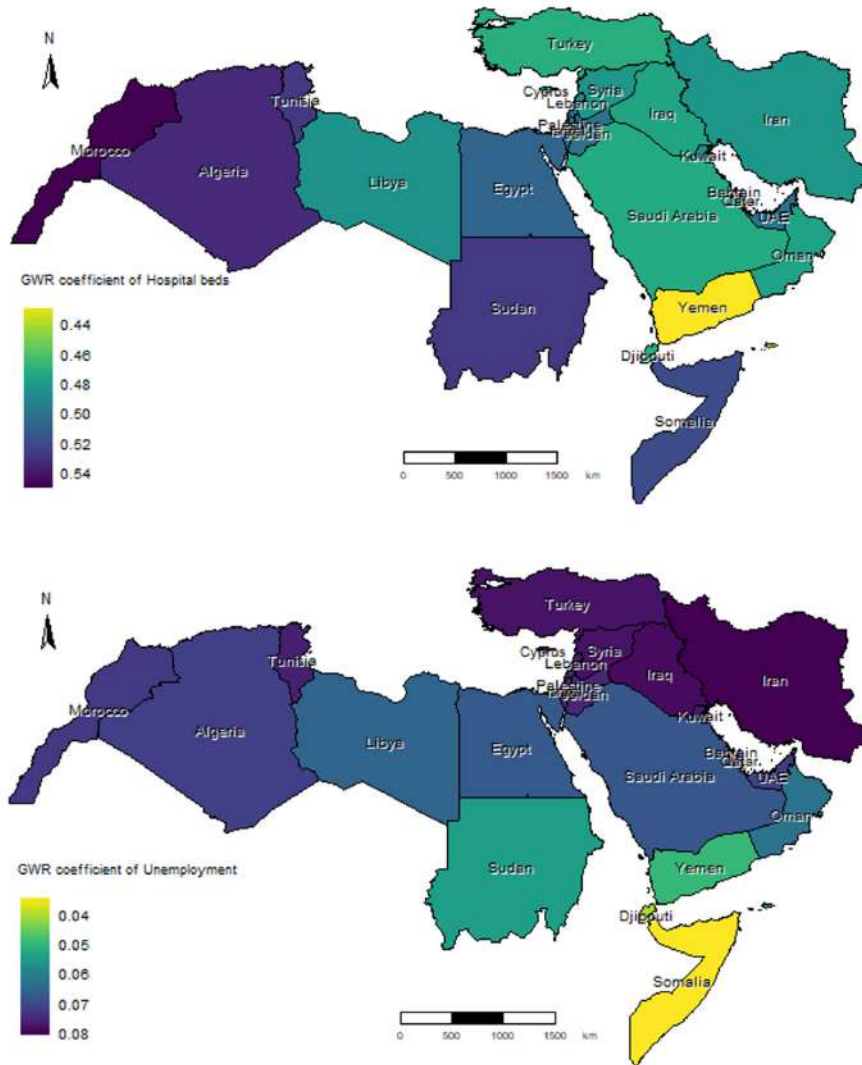 N
Turkey
Tunisia
Cyprus
Syria
Lebanon
Iraq
Iran
Palestine
Morocco
Kuwait
Algeria
Libya
Egypt
Bahrain
Qatar
Saudi Arabia
UAE
Oman
GWR coefficient of Hospital beds
Sudan
Yemen
0.44
0.46
0.48
0.50
0.52
0.54
Djibouti
Somalia
0 500 1000 1500 km
N
Turkey
Tunisia
Cyprus
Syria
Lebanon
Iraq
Iran
Palestine
Morocco
Kuwait
Algeria
Libya
Egypt
Bahrain
Qatar
Saudi Arabia
UAE
Oman
GWR coefficient of Unemployment
Sudan
Yemen
0.04
0.05
0.06
0.07
0.08
Djibouti
Somalia
0 500 1000 1500 km